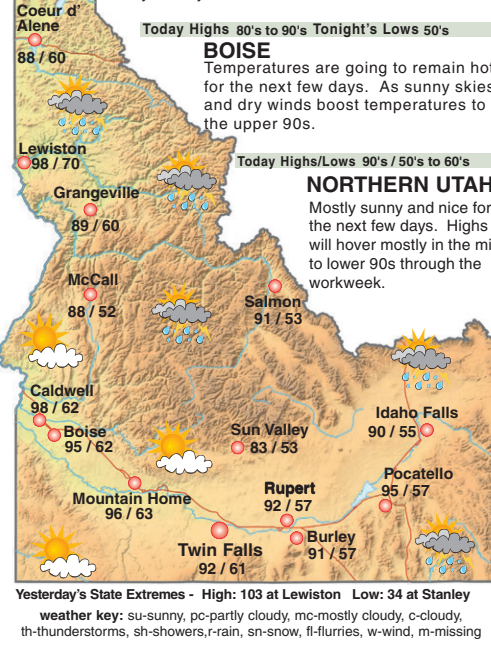 Coeur d'
Alene
88 / 60
Today Highs 80's to 90's Tonight's Lows 50's
BOISE
Temperatures are going to remain hot
for the next few days. As sunny skies
and dry winds boost temperatures to
the upper 90s.
Lewiston
98 / 70
Today Highs/Lows 90's / 50's to 60's
NORTHERN UTAH
Mostly sunny and nice for
the next few days. Highs
will hover mostly in the mi
to lower 90s through the
workweek.
Grangeville
89 / 60
McCall
88 / 52
Salmon
91 / 53
Caldwell
98 / 62
Boise
95 / 62
Sun Valley
83 / 53
Idaho Falls
90 / 55
Pocatello
95 / 57
Mountain Home
96 / 63
Rupert
92 / 57
Burley
91 / 57
Twin Falls
92 / 61
Yesterday's State Extremes - High: 103 at Lewiston Low: 34 at Stanley
weather key: su-sunny, pc-partly cloudy, mc-mostly cloudy, c-cloudy,
th-thunderstorms, sh-showers,r-rain, sn-snow, fl-flurries, w-wind, m-missing